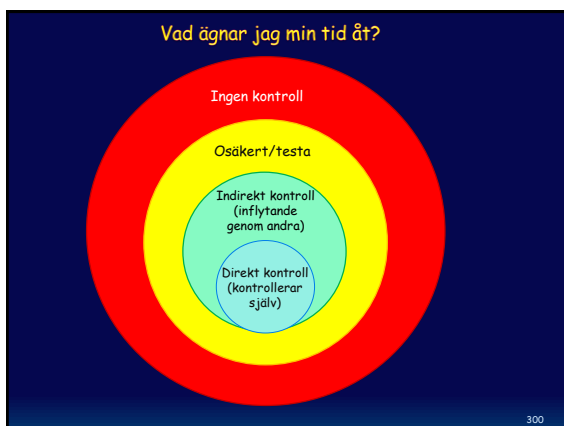 Vad ägnar jag min tid åt?
Ingen kontroll
Osäkert/testa
Indirekt kontroll
(inflytande
genom andra)
Direkt kontroll
(kontrollerar
själv)
300